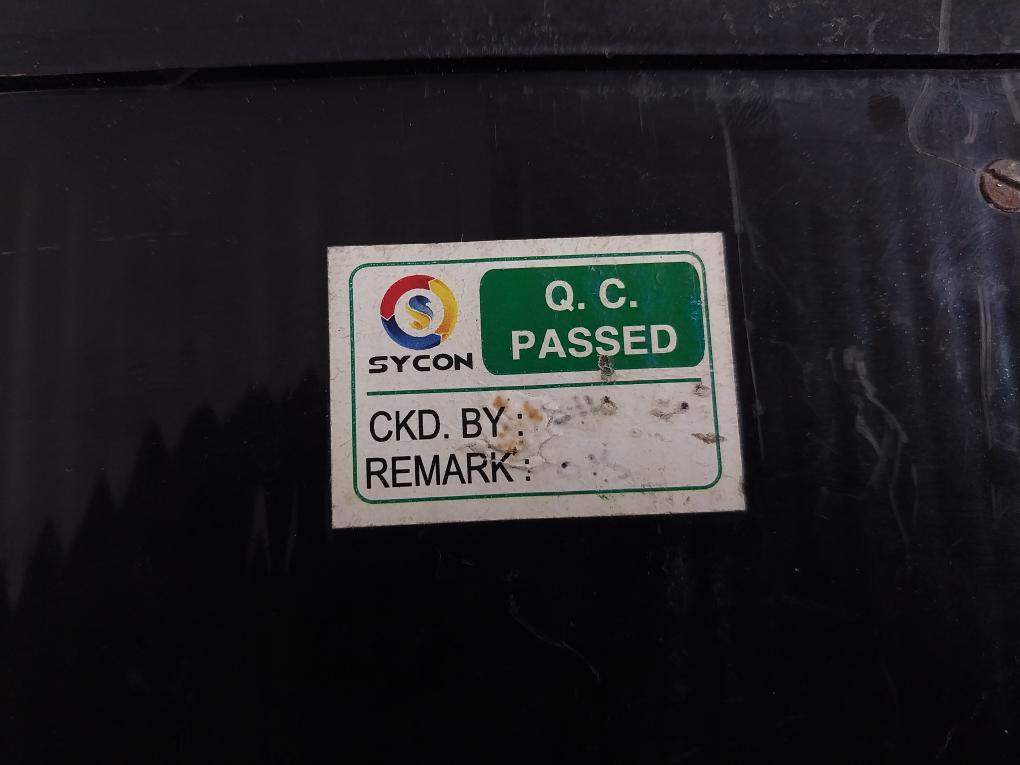 SYCON
Q. C.
PASSED
CKD. BY :
REMARK :